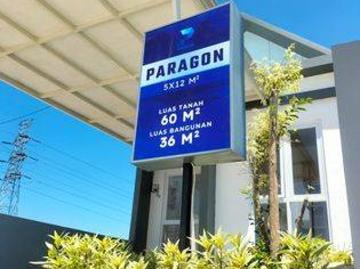 PARAGON
5X12 M²
LUAS TANAH
60 M²
LUAS BANGUNAN
36 M²